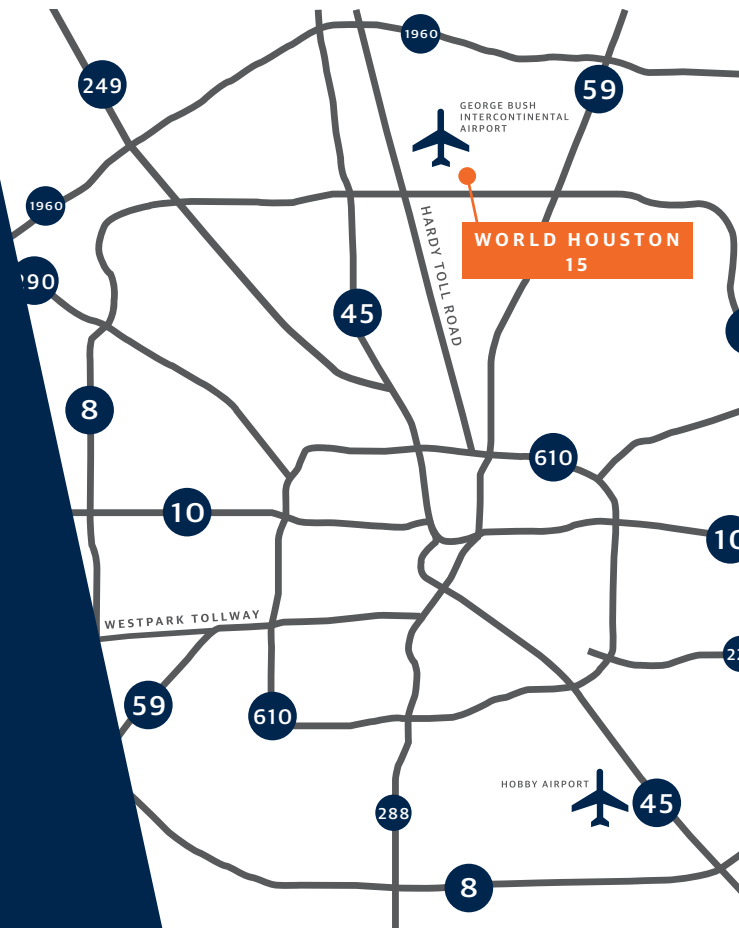 1960
249
59
GEORGE BUSH
INTERCONTINENTAL
AIRPORT
1960
HARDY TOLL ROAD
WORLD HOUSTON
15
290
45
8
610
10
10
WESTPARK TOLLWAY
59
610
HOBBY AIRPORT
45
288
8